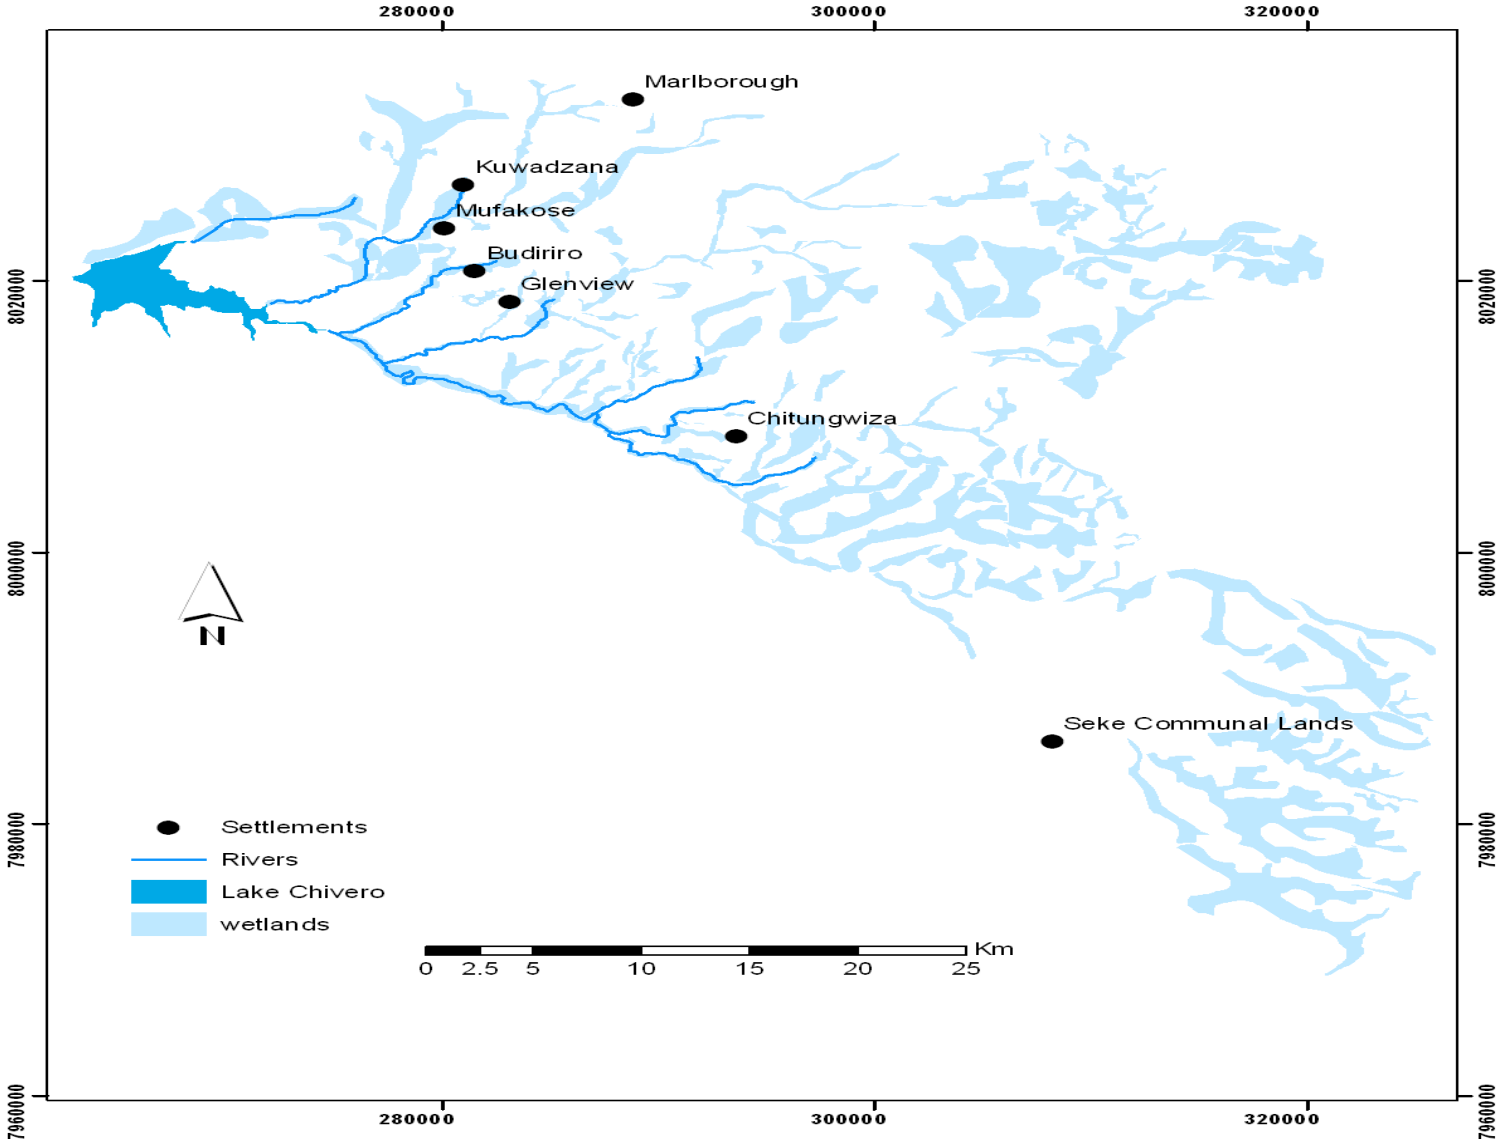 280000 300000 320000
Marlborough
Kuwadzana
Mufakose
Budiriro
Glenview
8020000 8020000
Chitungwiza
8000000 8000000
N
Seke Communal Lands
7980000 7980000
Settlements
Rivers
Lake Chivero
wetlands
Km
0 2.5 5 10 15 20 25
7960000 7960000
280000 300000 320000